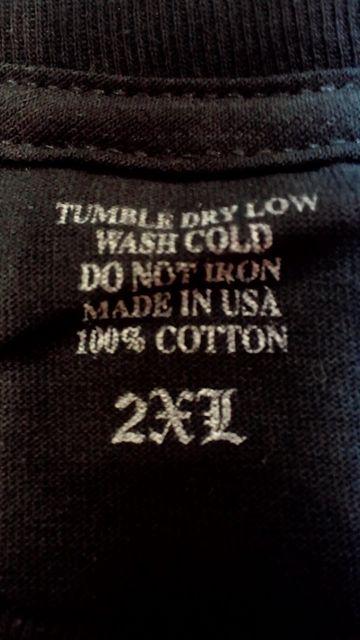 TUMBLE DRY LOW
WASH COLD
DO NOT IRON
MADE IN USA
100% COTTON
2XL